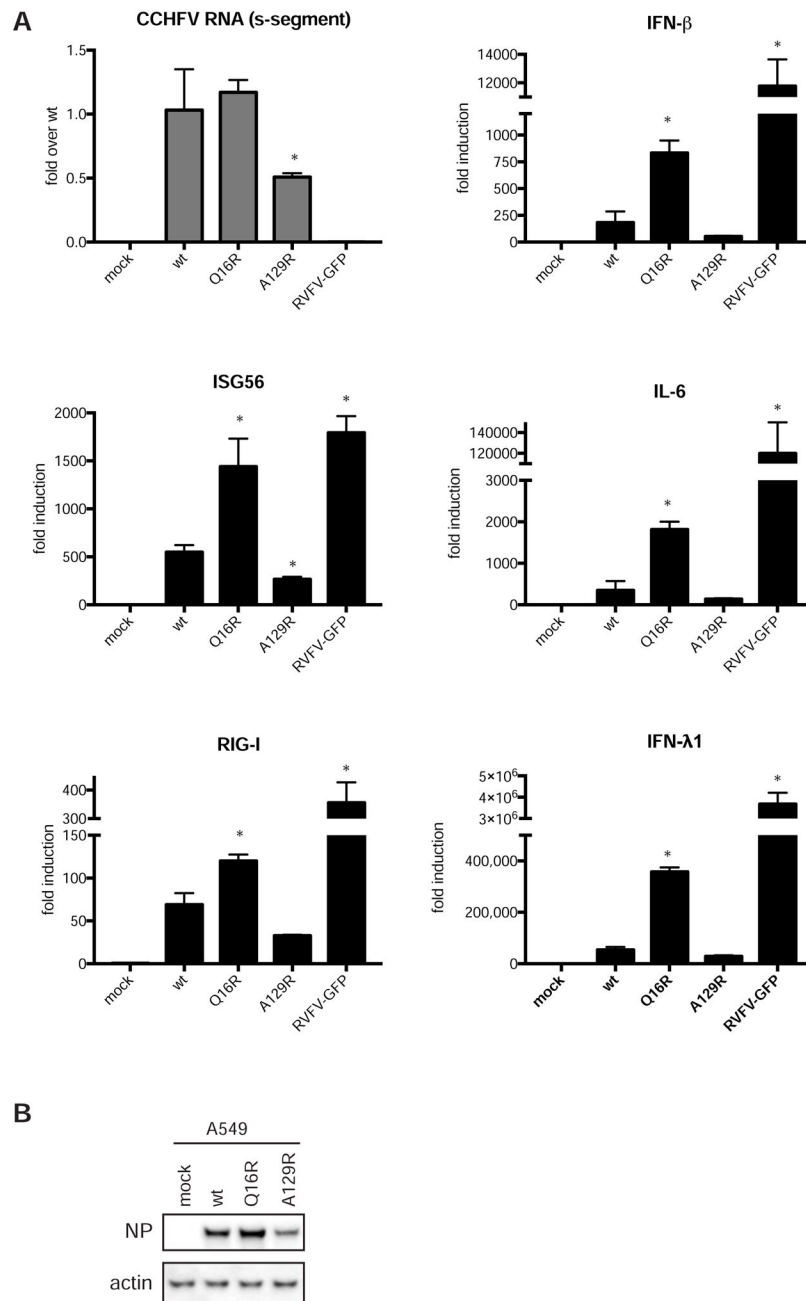 A
CCHFV RNA (s-segment)
fold over wt
1.5
1.0
0.5
0.0
*
mock
wt
Q16R
A129R
RVFV-GFP
IFN-β
fold induction
14000
12000
1000
750
500
250
0
*
*
mock
wt
Q16R
A129R
RVFV-GFP
ISG56
fold induction
2000
1500
1000
500
0
*
*
*
mock
wt
Q16R
A129R
RVFV-GFP
IL-6
fold induction
140000
120000
3000
2000
1000
0
*
*
mock
wt
Q16R
A129R
RVFV-GFP
RIG-I
fold induction
400
300
150
100
50
0
*
*
mock
wt
Q16R
A129R
RVFV-GFP
IFN-λ1
fold induction
5×10⁶
4×10⁶
3×10⁶
400,000
200,000
0
*
*
mock
wt
Q16R
A129R
RVFV-GFP
B
A549
mock
wt
Q16R
A129R
NP
actin